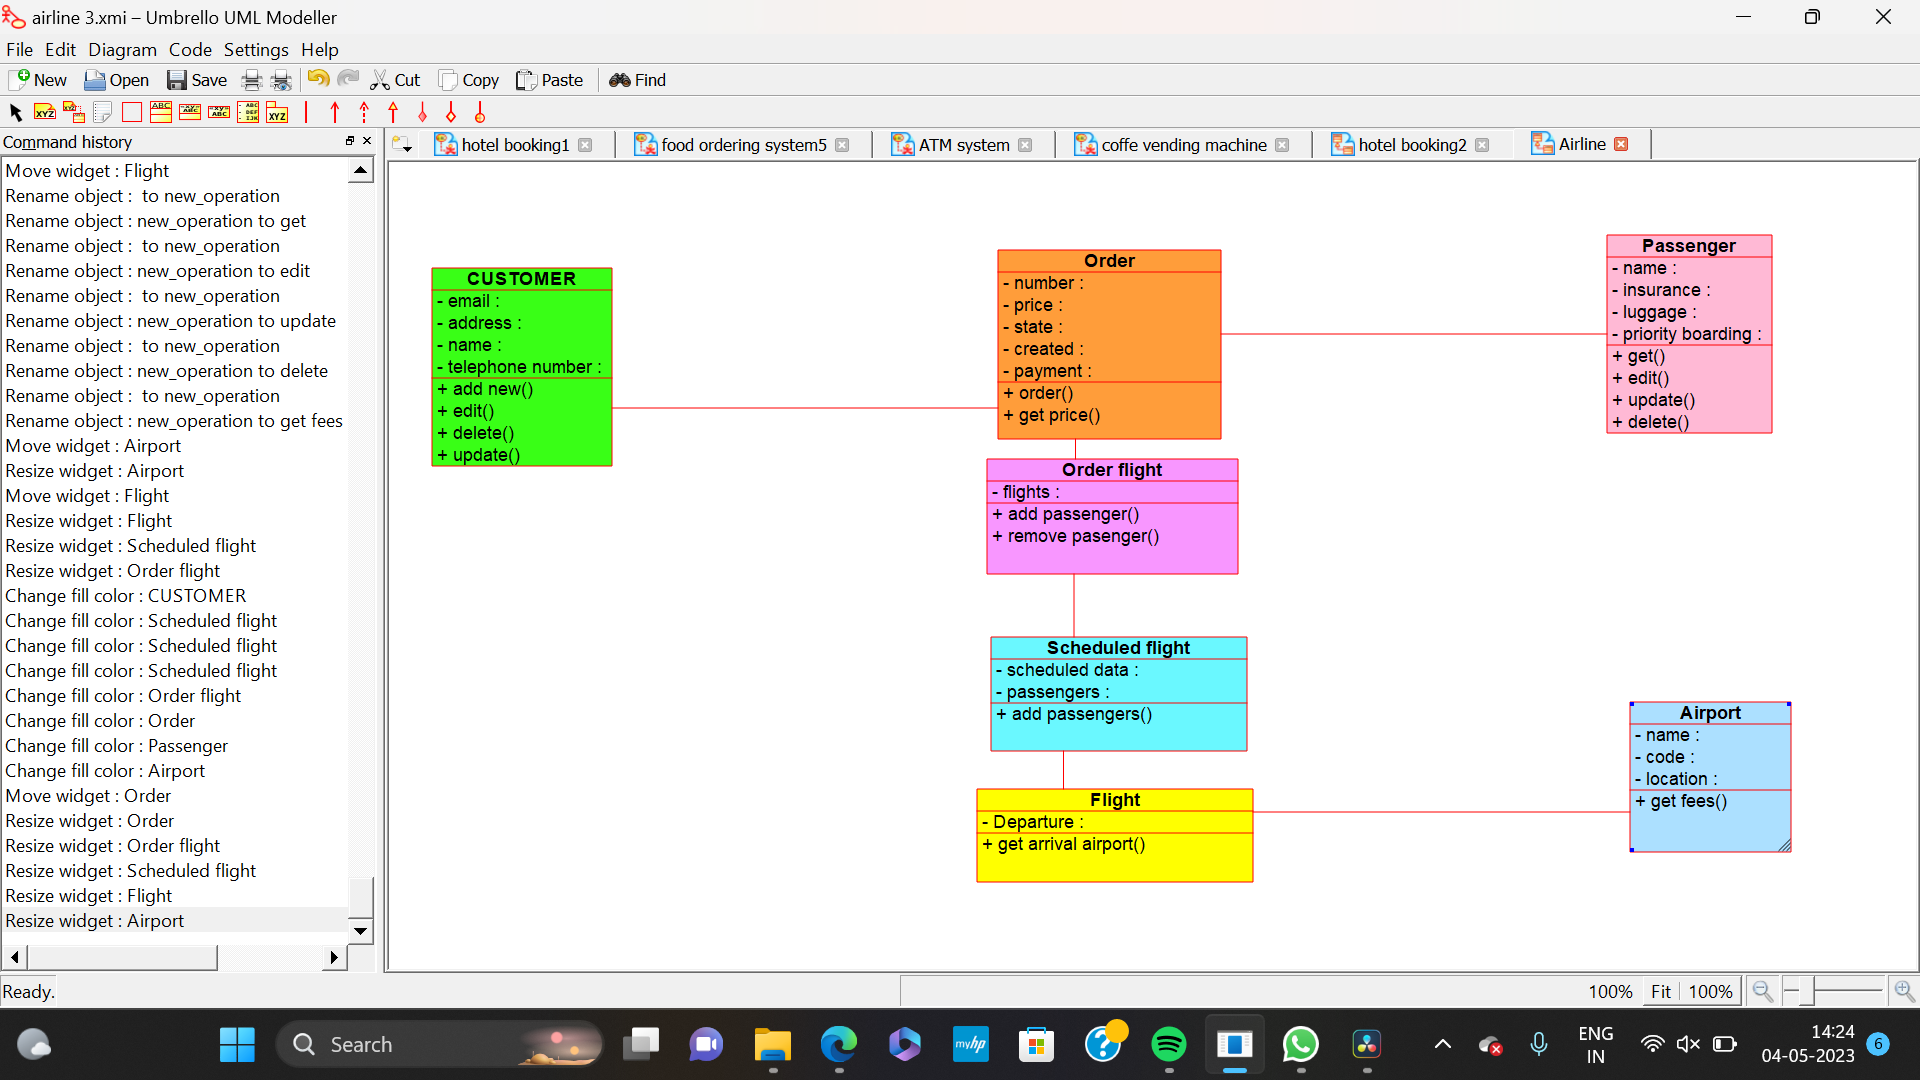 airline 3.xmi – Umbrello UML Modeller
File Edit Diagram Code Settings Help
New Open Save Cut Copy Paste Find
XYZ XYZ ABC ABC XYZ
Command history
hotel booking1
food ordering system5
ATM system
coffe vending machine
hotel booking2
Airline
Move widget : Flight
Rename object : to new_operation
Rename object : new_operation to get
Rename object : to new_operation
Rename object : new_operation to edit
Rename object : to new_operation
Rename object : new_operation to update
Rename object : to new_operation
Rename object : new_operation to delete
Rename object : to new_operation
Rename object : new_operation to get fees
Move widget : Airport
Resize widget : Airport
Move widget : Flight
Resize widget : Flight
Resize widget : Scheduled flight
Resize widget : Order flight
Change fill color : CUSTOMER
Change fill color : Scheduled flight
Change fill color : Scheduled flight
Change fill color : Scheduled flight
Change fill color : Order flight
Change fill color : Order
Change fill color : Passenger
Change fill color : Airport
Move widget : Order
Resize widget : Order
Resize widget : Order flight
Resize widget : Scheduled flight
Resize widget : Flight
Resize widget : Airport
CUSTOMER
- email :
- address :
- name :
- telephone number :
+ add new()
+ edit()
+ delete()
+ update()
Order
- number :
- price :
- state :
- created :
- payment :
+ order()
+ get price()
Passenger
- name :
- insurance :
- luggage :
- priority boarding :
+ get()
+ edit()
+ update()
+ delete()
Order flight
- flights :
+ add passenger()
+ remove pasenger()
Scheduled flight
- scheduled data :
- passengers :
+ add passengers()
Flight
- Departure :
+ get arrival airport()
Airport
- name :
- code :
- location :
+ get fees()
Ready.
100% Fit 100%
Search
myhp
ENG
IN
14:24
04-05-2023
6